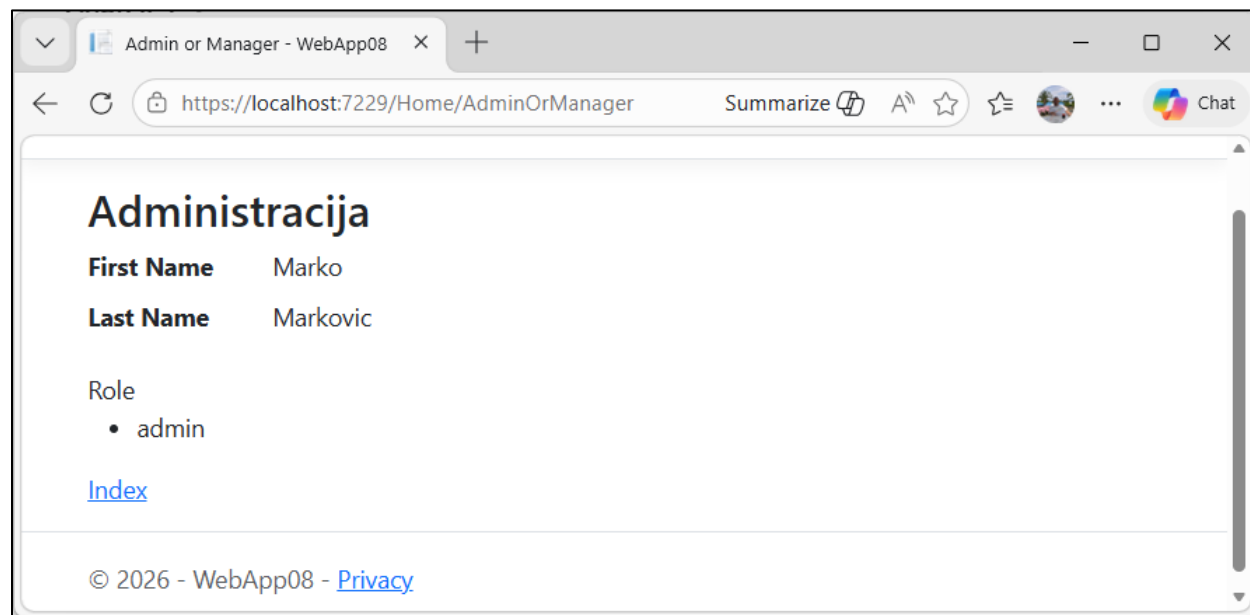 Admin or Manager - WebApp08
https://localhost:7229/Home/AdminOrManager Summarize Chat
Administracija
First Name Marko
Last Name Markovic
Role
• admin
Index
© 2026 - WebApp08 - Privacy